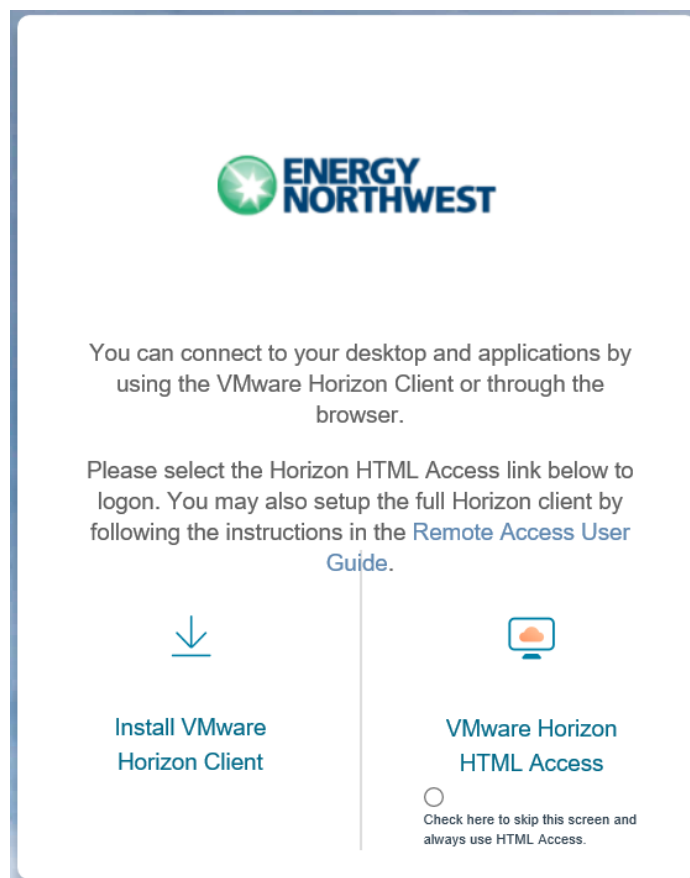 ENERGY
NORTHWEST
You can connect to your desktop and applications by
using the VMware Horizon Client or through the
browser.
Please select the Horizon HTML Access link below to
logon. You may also setup the full Horizon client by
following the instructions in the Remote Access User
Guide.
Install VMware
Horizon Client
VMware Horizon
HTML Access
Check here to skip this screen and
always use HTML Access.